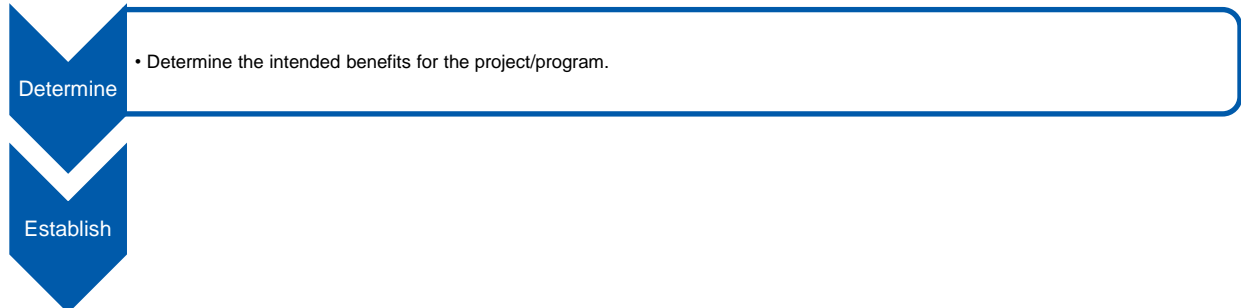 Determine
• Determine the intended benefits for the project/program.
Establish